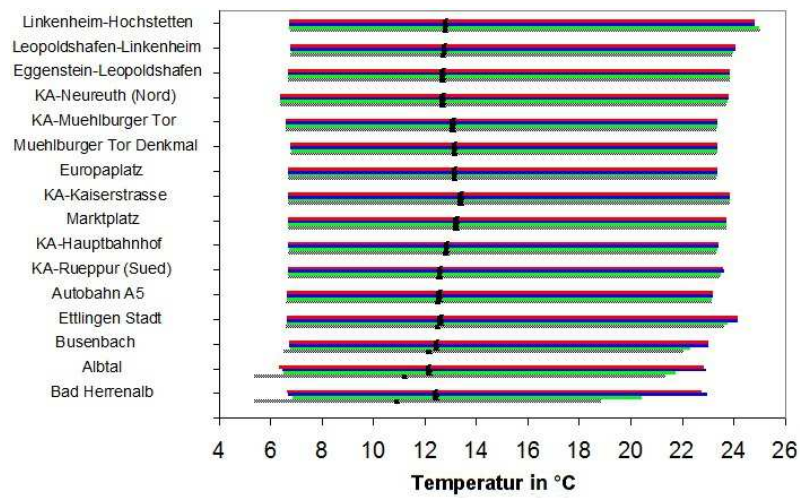 Linkenheim-Hochstetten
Leopoldshafen-Linkenheim
Eggenstein-Leopoldshafen
KA-Neureuth (Nord)
KA-Muehlburger Tor
Muehlburger Tor Denkmal
Europaplatz
KA-Kaiserstrasse
Marktplatz
KA-Hauptbahnhof
KA-Rueppur (Sued)
Autobahn A5
Ettlingen Stadt
Busenbach
Albtal
Bad Herrenalb
4 6 8 10 12 14 16 18 20 22 24 26
Temperatur in °C